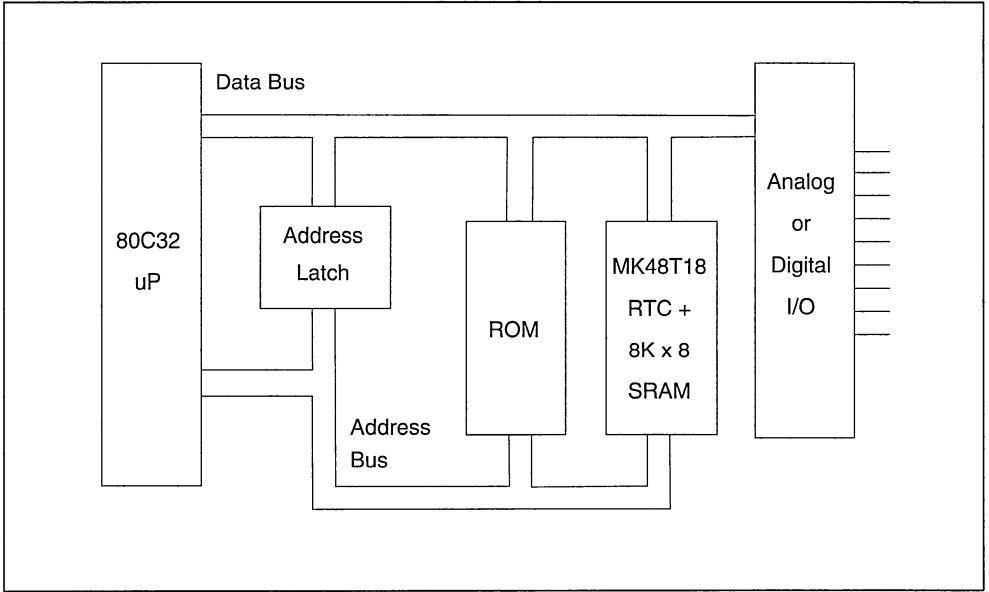 Data Bus
80C32
uP
Address
Latch
ROM
MK48T18
RTC +
8K x 8
SRAM
Analog
or
Digital
I/O
Address
Bus